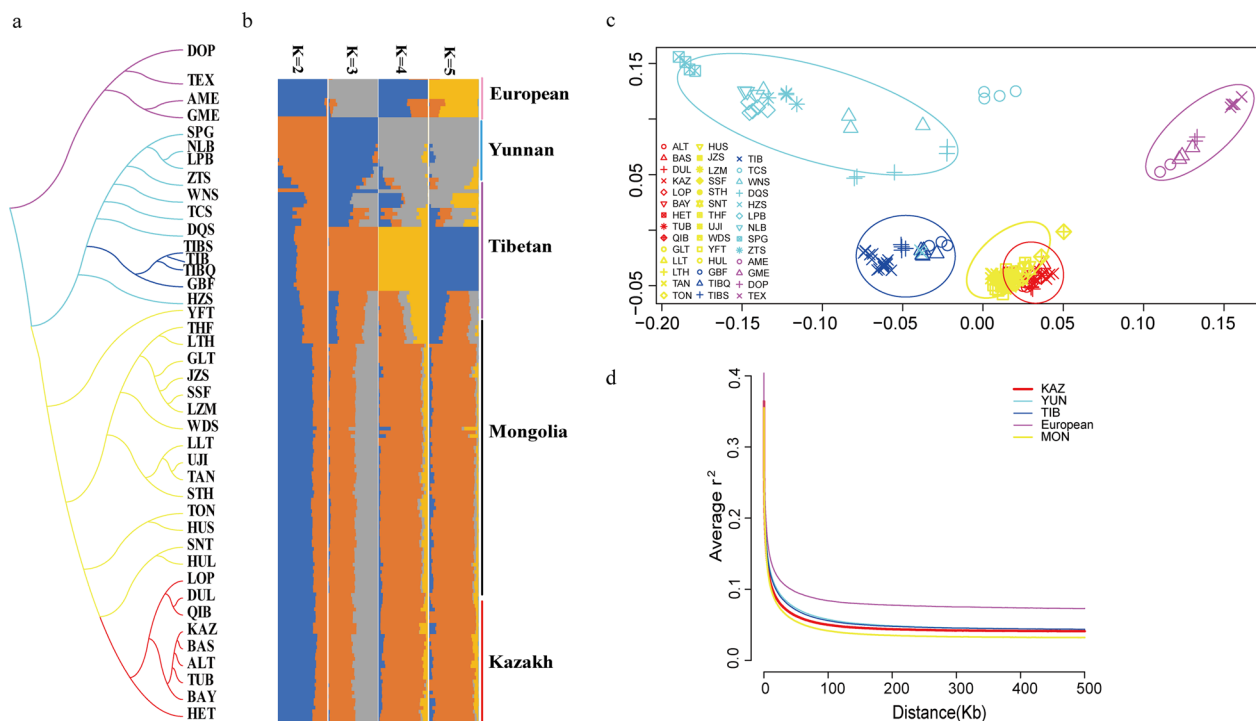 a
DOP
TEX
AME
GME
SPG
NLB
LPB
ZTS
WNS
TCS
DQS
TIBS
TIB
TIBQ
GBF
HZS
YFT
THF
LTH
GLT
JZS
SSF
LZM
WDS
LLT
UJI
TAN
STH
TON
HUS
SNT
HUL
LOP
DUL
QIB
KAZ
BAS
ALT
TUB
BAY
HET
b
K=2 K=3 K=4 K=5
European
Yunnan
Tibetan
Mongolia
Kazakh
c
0.15
0.05
-0.05
-0.20 -0.15 -0.10 -0.05 0.00 0.05 0.10 0.15
ALT
BAS
DUL
KAZ
LOP
BAY
HET
TUB
QIB
GLT
LLT
LTH
TAN
TON
HUS
JZS
LZM
SSF
STH
SNT
THF
UJI
WDS
YFT
HUL
GBF
TIBQ
TIBS
TIB
TCS
WNS
DQS
HZS
LPB
NLB
SPG
ZTS
AME
GME
DOP
TEX
d
Average r²
0.4
0.3
0.2
0.1
0.0
KAZ
YUN
TIB
European
MON
0 100 200 300 400 500
Distance(Kb)